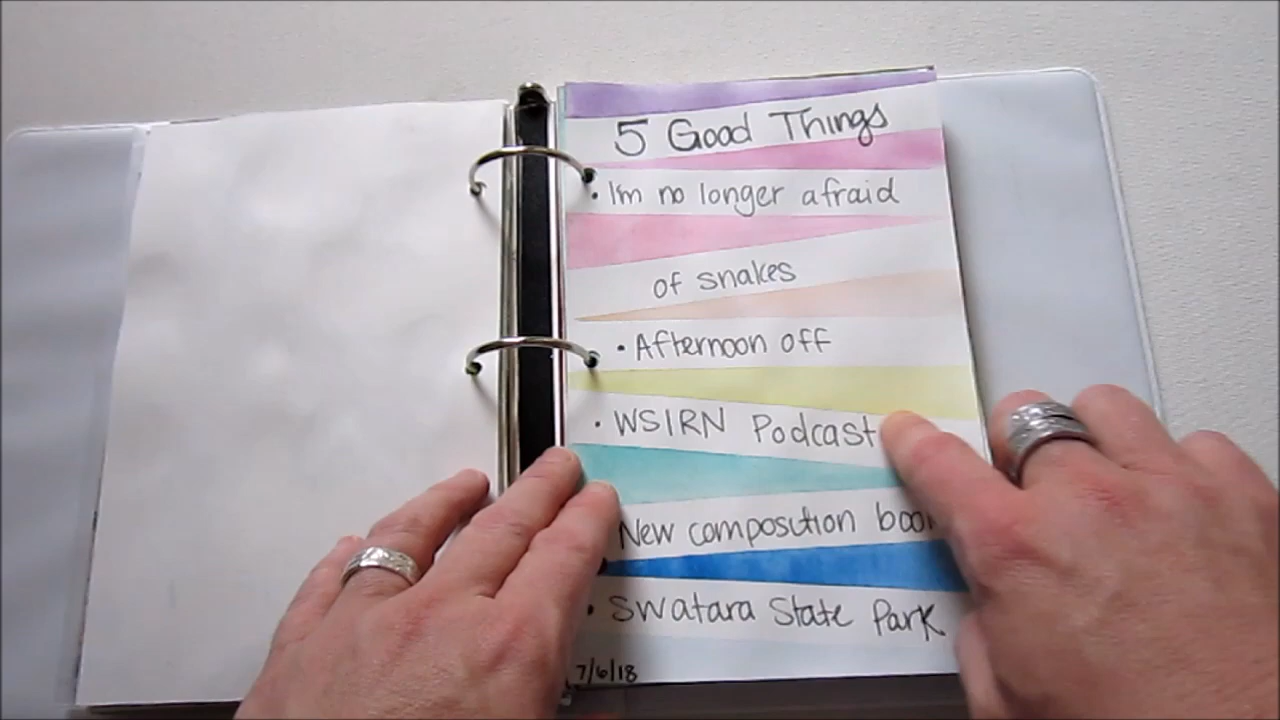 5 Good Things
• I'm no longer afraid
of snakes
• Afternoon off
• WSIRN Podcast
New composition boo
• Swatara State Park
7/6/18